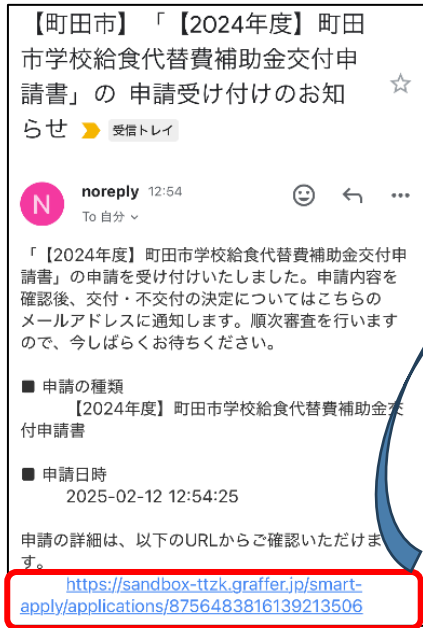 【町田市】「【2024年度】町田
市学校給食代替費補助金交付申
請書」の 申請受け付けのお知
らせ 受信トレイ
N
noreply 12:54
To 自分
「【2024年度】町田市学校給食代替費補助金交付申
請書」の申請を受け付けいたしました。申請内容を
確認後、交付・不交付の決定についてはこちらの
メールアドレスに通知します。順次審査を行います
ので、今しばらくお待ちください。
■ 申請の種類
【2024年度】町田市学校給食代替費補助金交
付申請書
■ 申請日時
2025-02-12 12:54:25
申請の詳細は、以下のURLからご確認いただけま
す。
https://sandbox-ttzk.graffer.jp/smart-
apply/applications/8756483816139213506